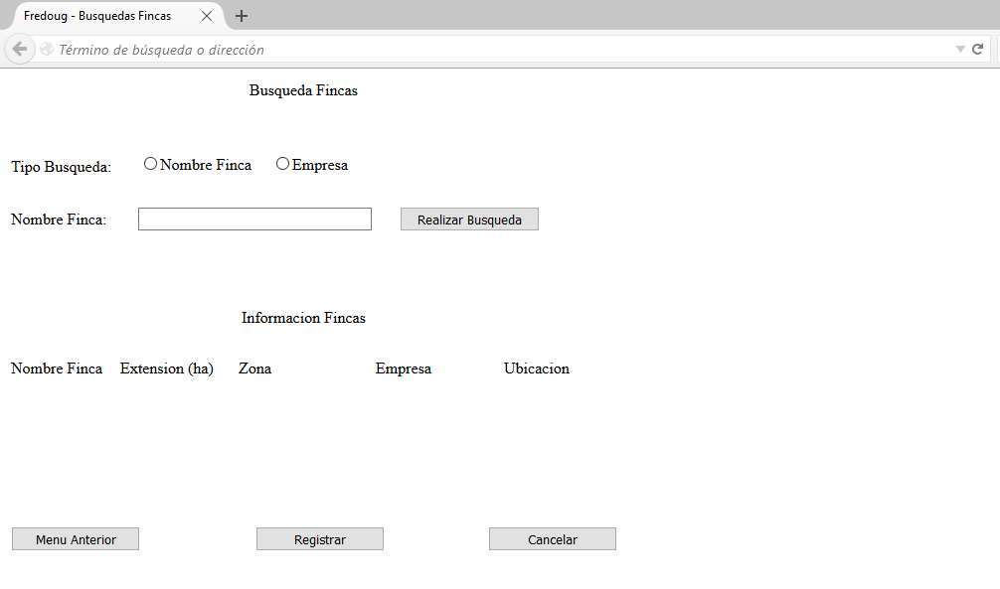 Fredoug - Busquedas Fincas
Término de búsqueda o dirección
Busqueda Fincas
Tipo Busqueda: Nombre Finca Empresa
Nombre Finca: Realizar Busqueda
Informacion Fincas
Nombre Finca Extension (ha) Zona Empresa Ubicacion
Menu Anterior Registrar Cancelar